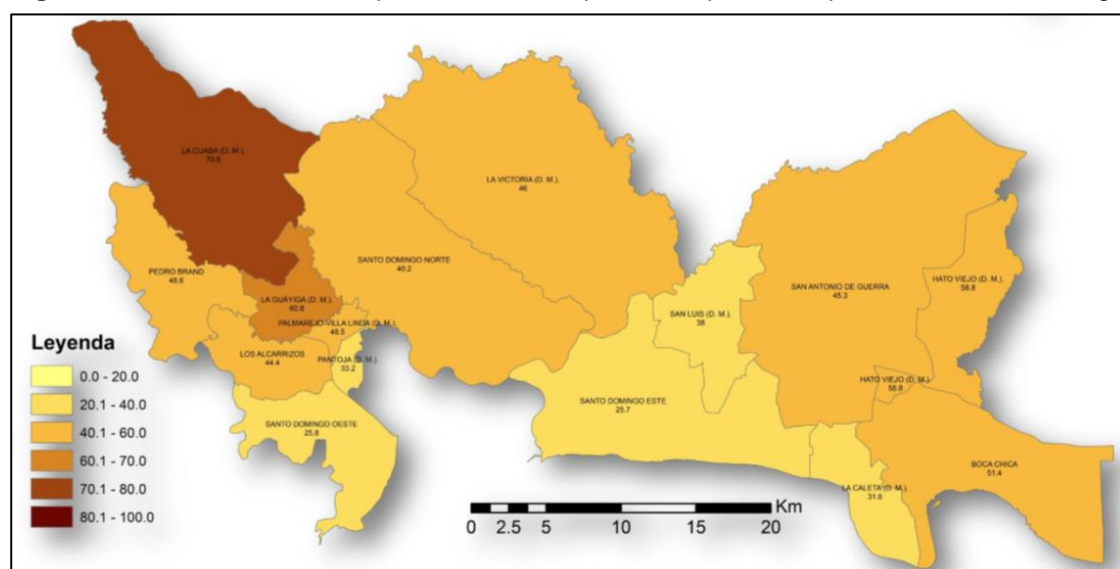 LA CUABA (D. M.).
70.6
LA VICTORIA (D. M.).
46
PEDRO BRAND
48.6
SANTO DOMINGO NORTE
40.2
SAN ANTONIO DE GUERRA
45.3
HATO VIEJO (D. M.).
58.8
LA GUÁYIGA (D. M.).
60.8
SAN LUIS (D. M.).
38
PALMAREJO-VILLA LINDA (D. M.).
48.5
LOS ALCARRIZOS
44.4
PANTOJA (D. M.).
33.2
HATO VIEJO (D. M.).
58.8
SANTO DOMINGO ESTE
25.7
SANTO DOMINGO OESTE
25.8
BOCA CHICA
51.4
LA CALETA (D. M.).
31.6
Leyenda
0.0 - 20.0
20.1 - 40.0
40.1 - 60.0
60.1 - 70.0
70.1 - 80.0
80.1 - 100.0
Km
0 2.5 5 10 15 20